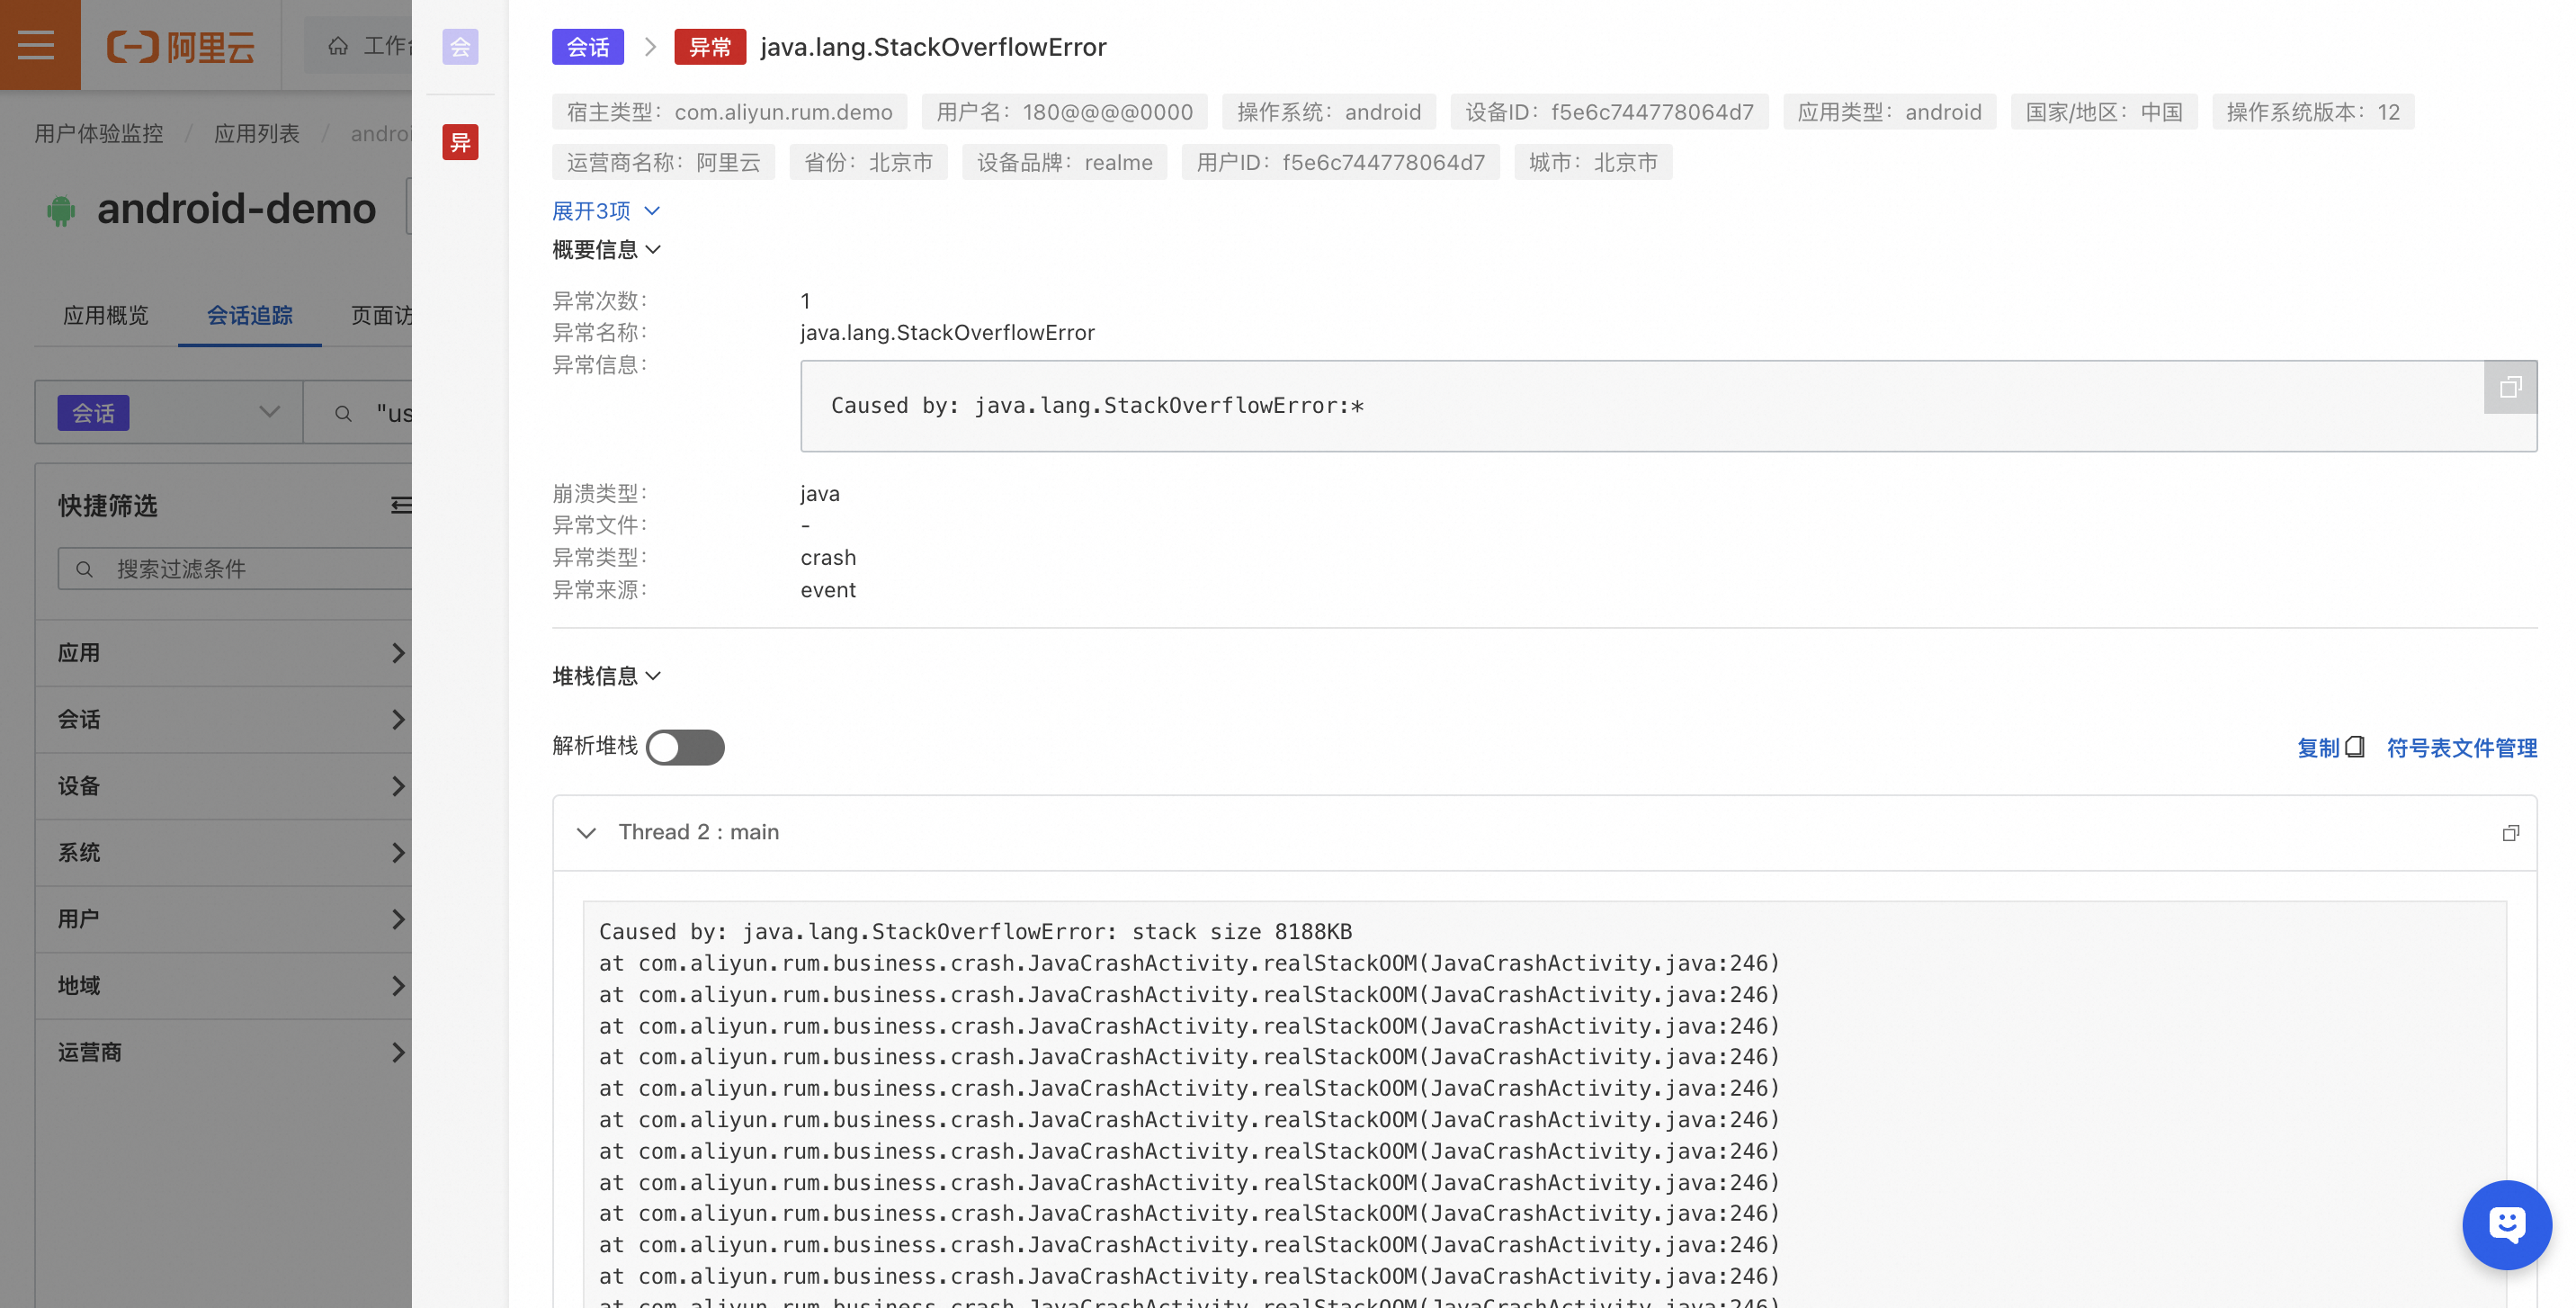 阿里云
工作台
用户体验监控 / 应用列表 /
android-demo
应用概览 会话追踪 页面访
会话 "us
快捷筛选
搜索过滤条件
应用
会话
设备
系统
用户
地域
运营商
会
异
会话 异常 java.lang.StackOverflowError
宿主类型：com.aliyun.rum.demo 用户名：180@@@@0000 操作系统：android 设备ID：f5e6c744778064d7 应用类型：android 国家/地区：中国 操作系统版本：12
运营商名称：阿里云 省份：北京市 设备品牌：realme 用户ID：f5e6c744778064d7 城市：北京市
展开3项
概要信息
异常次数： 1
异常名称： java.lang.StackOverflowError
异常信息：
Caused by: java.lang.StackOverflowError:*
崩溃类型： java
异常文件： -
异常类型： crash
异常来源： event
堆栈信息
解析堆栈 复制 符号表文件管理
Thread 2 : main
Caused by: java.lang.StackOverflowError: stack size 8188KB
at com.aliyun.rum.business.crash.JavaCrashActivity.realStackOOM(JavaCrashActivity.java:246)
at com.aliyun.rum.business.crash.JavaCrashActivity.realStackOOM(JavaCrashActivity.java:246)
at com.aliyun.rum.business.crash.JavaCrashActivity.realStackOOM(JavaCrashActivity.java:246)
at com.aliyun.rum.business.crash.JavaCrashActivity.realStackOOM(JavaCrashActivity.java:246)
at com.aliyun.rum.business.crash.JavaCrashActivity.realStackOOM(JavaCrashActivity.java:246)
at com.aliyun.rum.business.crash.JavaCrashActivity.realStackOOM(JavaCrashActivity.java:246)
at com.aliyun.rum.business.crash.JavaCrashActivity.realStackOOM(JavaCrashActivity.java:246)
at com.aliyun.rum.business.crash.JavaCrashActivity.realStackOOM(JavaCrashActivity.java:246)
at com.aliyun.rum.business.crash.JavaCrashActivity.realStackOOM(JavaCrashActivity.java:246)
at com.aliyun.rum.business.crash.JavaCrashActivity.realStackOOM(JavaCrashActivity.java:246)
at com.aliyun.rum.business.crash.JavaCrashActivity.realStackOOM(JavaCrashActivity.java:246)
at com.aliyun.rum.business.crash.JavaCrashActivity.realStackOOM(JavaCrashActivity.java:246)